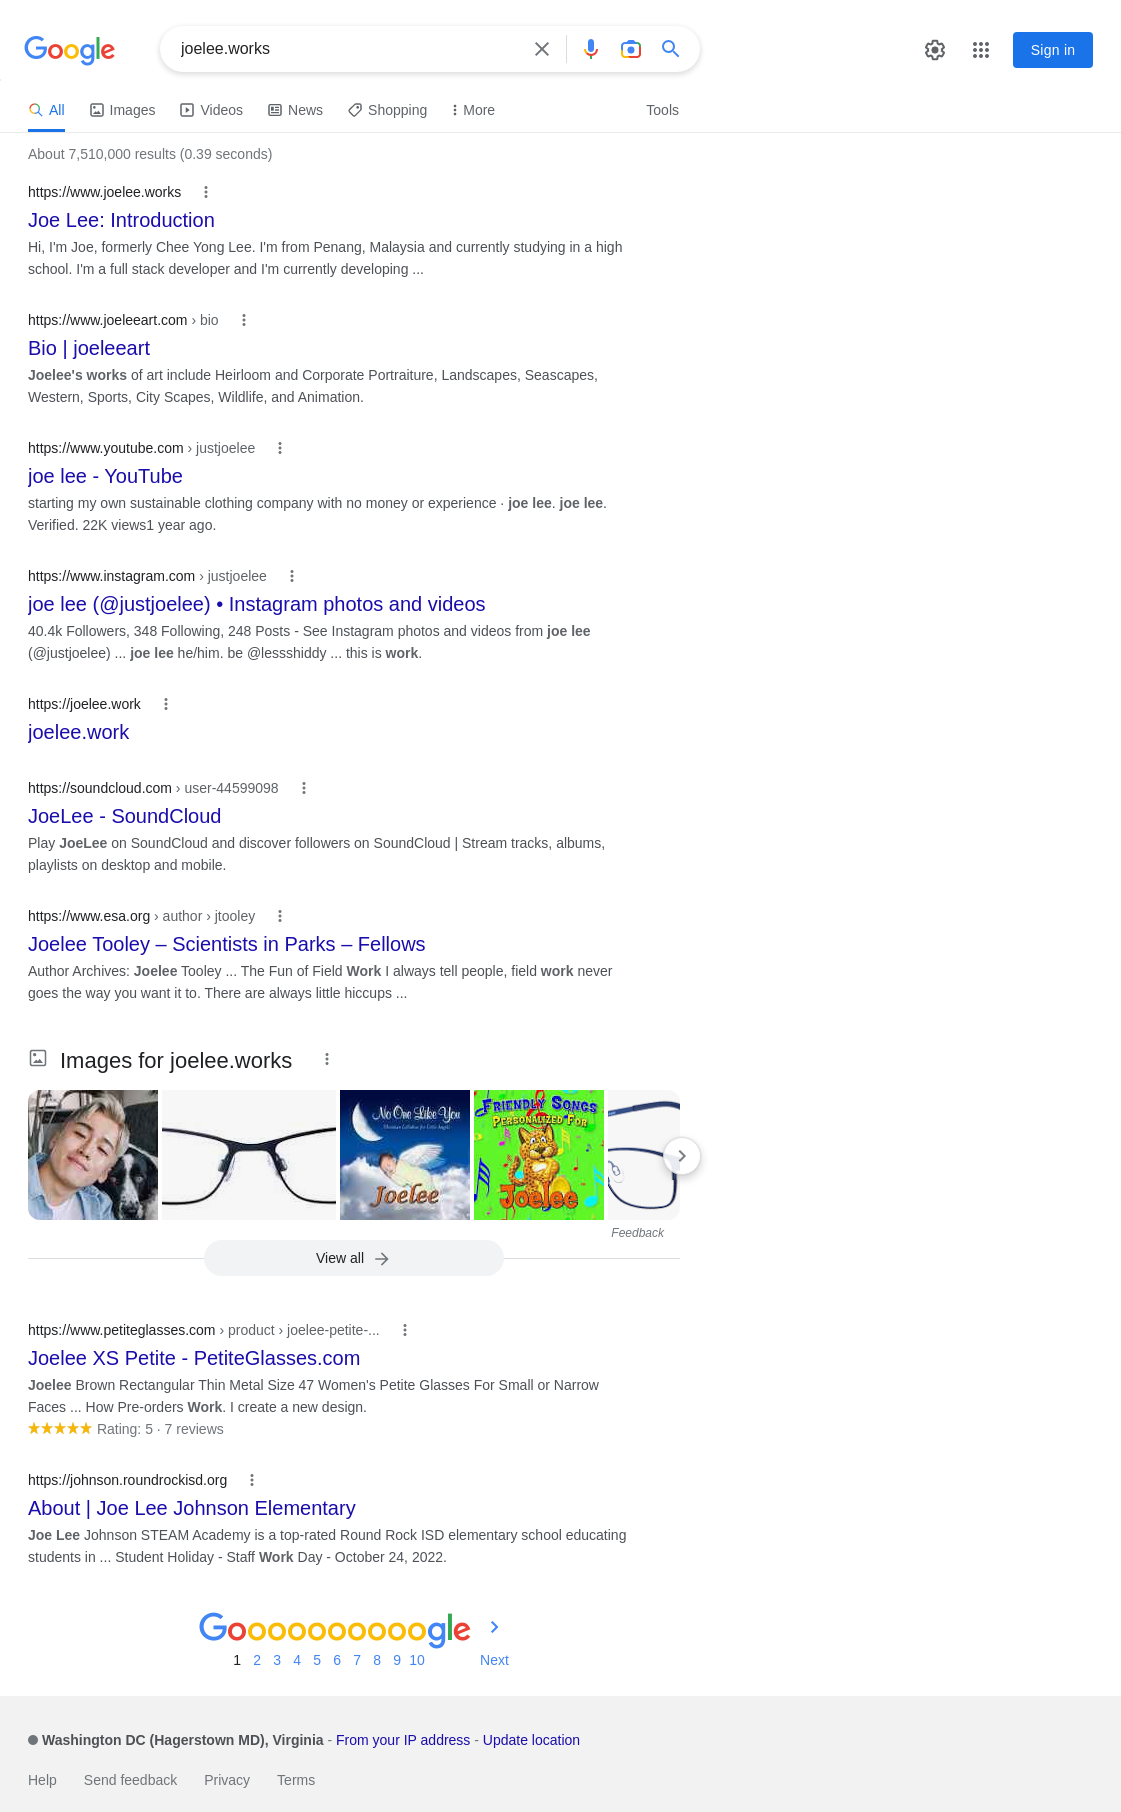 Google
joelee.works
Sign in
All Images Videos News Shopping More Tools
About 7,510,000 results (0.39 seconds)
https://www.joelee.works
Joe Lee: Introduction
Hi, I'm Joe, formerly Chee Yong Lee. I'm from Penang, Malaysia and currently studying in a high
school. I'm a full stack developer and I'm currently developing ...
https://www.joeleeart.com › bio
Bio | joeleeart
Joelee's works of art include Heirloom and Corporate Portraiture, Landscapes, Seascapes,
Western, Sports, City Scapes, Wildlife, and Animation.
https://www.youtube.com › justjoelee
joe lee - YouTube
starting my own sustainable clothing company with no money or experience · joe lee. joe lee.
Verified. 22K views1 year ago.
https://www.instagram.com › justjoelee
joe lee (@justjoelee) • Instagram photos and videos
40.4k Followers, 348 Following, 248 Posts - See Instagram photos and videos from joe lee
(@justjoelee) ... joe lee he/him. be @lessshiddy ... this is work.
https://joelee.work
joelee.work
https://soundcloud.com › user-44599098
JoeLee - SoundCloud
Play JoeLee on SoundCloud and discover followers on SoundCloud | Stream tracks, albums,
playlists on desktop and mobile.
https://www.esa.org › author › jtooley
Joelee Tooley – Scientists in Parks – Fellows
Author Archives: Joelee Tooley ... The Fun of Field Work I always tell people, field work never
goes the way you want it to. There are always little hiccups ...
Images for joelee.works
No One Like You
Christian Lullabies for Little Angels
Joelee
FRIENDLY SONGS
PERSONALIZED FOR
Joelee
Feedback
View all
https://www.petiteglasses.com › product › joelee-petite-...
Joelee XS Petite - PetiteGlasses.com
Joelee Brown Rectangular Thin Metal Size 47 Women's Petite Glasses For Small or Narrow
Faces ... How Pre-orders Work. I create a new design.
Rating: 5 · 7 reviews
https://johnson.roundrockisd.org
About | Joe Lee Johnson Elementary
Joe Lee Johnson STEAM Academy is a top-rated Round Rock ISD elementary school educating
students in ... Student Holiday - Staff Work Day - October 24, 2022.
Goooooooooogle
1 2 3 4 5 6 7 8 9 10 Next
Washington DC (Hagerstown MD), Virginia - From your IP address - Update location
Help Send feedback Privacy Terms